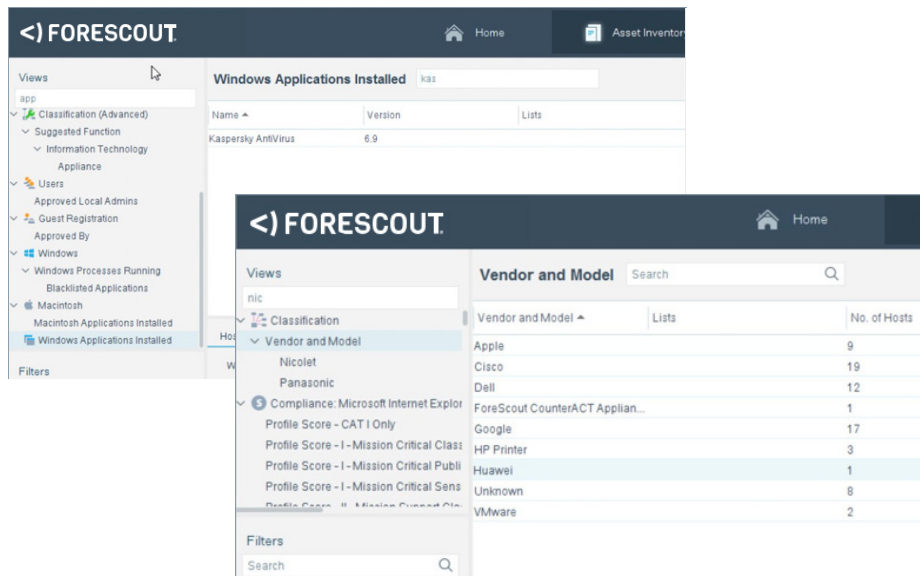 <) FORESCOUT.
Home
Asset Inventory
Views
app
Classification (Advanced)
Suggested Function
Information Technology
Appliance
Users
Approved Local Admins
Guest Registration
Approved By
Windows
Windows Processes Running
Blacklisted Applications
Macintosh
Macintosh Applications Installed
Windows Applications Installed
Filters
Windows Applications Installed kas
Name Version Lists
Kaspersky AntiVirus 6.9
Hos
W
<) FORESCOUT.
Home
Views
nic
Classification
Vendor and Model
Nicolet
Panasonic
Compliance: Microsoft Internet Explor
Profile Score - CAT I Only
Profile Score - I - Mission Critical Class
Profile Score - I - Mission Critical Publi
Profile Score - I - Mission Critical Sens
Filters
Search
Vendor and Model Search
Vendor and Model Lists No. of Hosts
Apple 9
Cisco 19
Dell 12
ForeScout CounterACT Applian... 1
Google 17
HP Printer 3
Huawei 1
Unknown 8
VMware 2